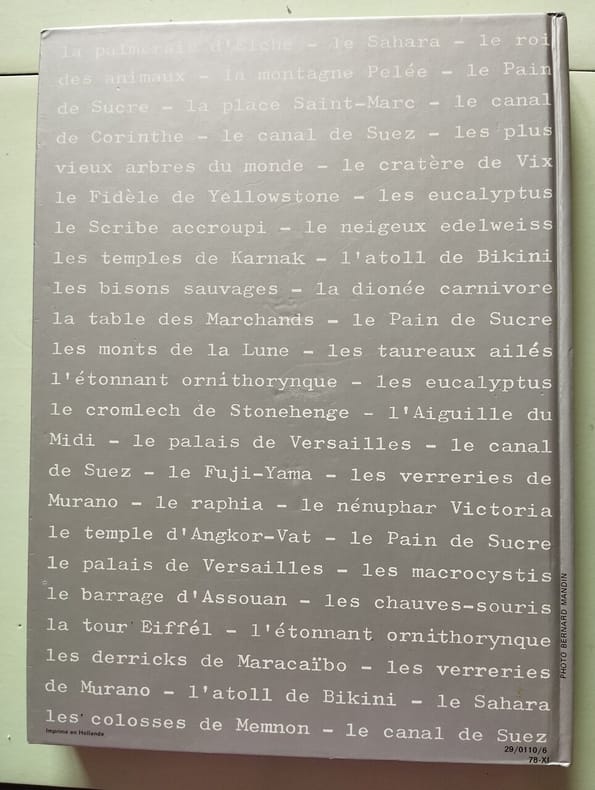 la palmeraie d'Elche - le Sahara - le roi
des animaux - la montagne Pelée - le Pain
de Sucre - la place Saint-Marc - le canal
de Corinthe - le canal de Suez - les plus
vieux arbres du monde - le cratère de Vix
le Fidèle de Yellowstone - les eucalyptus
le Scribe accroupi - le neigeux edelweiss
les temples de Karnak - l'atoll de Bikini
les bisons sauvages - la dionée carnivore
la table des Marchands - le Pain de Sucre
les monts de la Lune - les taureaux ailés
l'étonnant ornithorynque - les eucalyptus
le cromlech de Stonehenge - l'Aiguille du
Midi - le palais de Versailles - le canal
de Suez - le Fuji-Yama - les verreries de
Murano - le raphia - le nénuphar Victoria
le temple d'Angkor-Vat - le Pain de Sucre
le palais de Versailles - les macrocystis
le barrage d'Assouan - les chauves-souris
la tour Eiffel - l'étonnant ornithorynque
les derricks de Maracaïbo - les verreries
de Murano - l'atoll de Bikini - le Sahara
les colosses de Memnon - le canal de Suez
Imprimé en Hollande
29/0110/6
78-XI
PHOTO BERNARD MANDIN